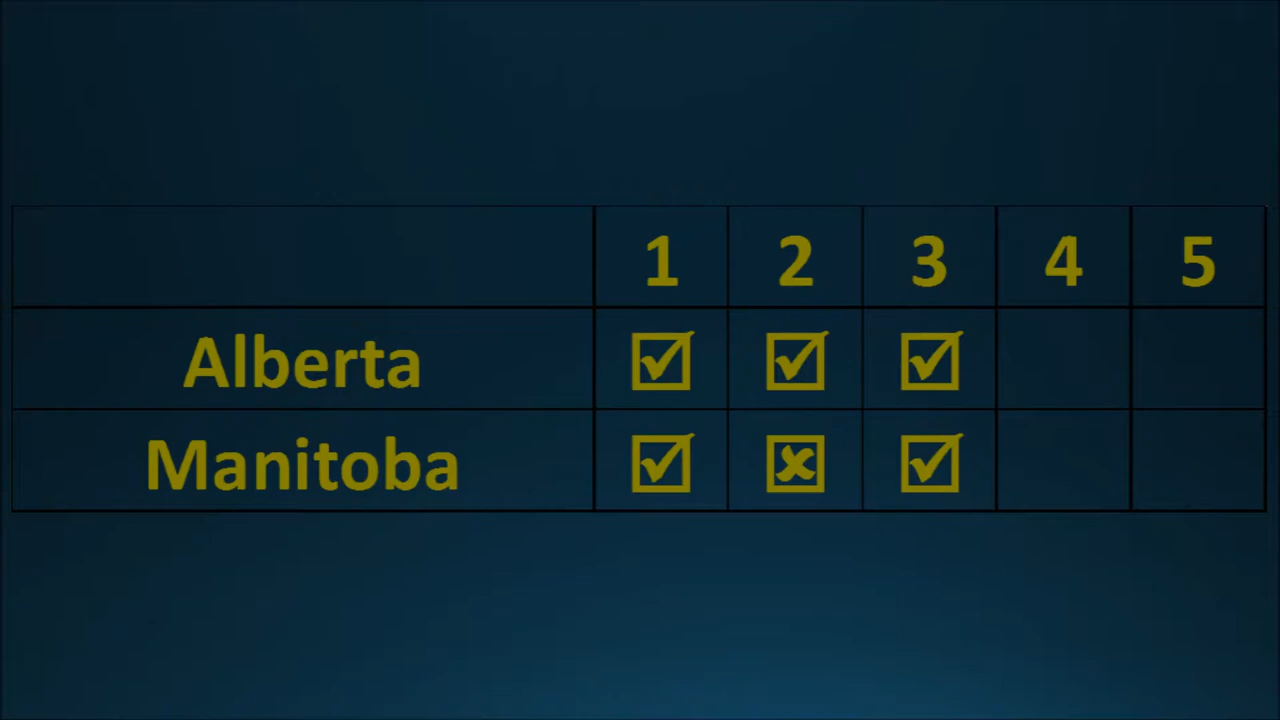 1 2 3 4 5
Alberta ☑ ☑ ☑
Manitoba ☑ ☒ ☑